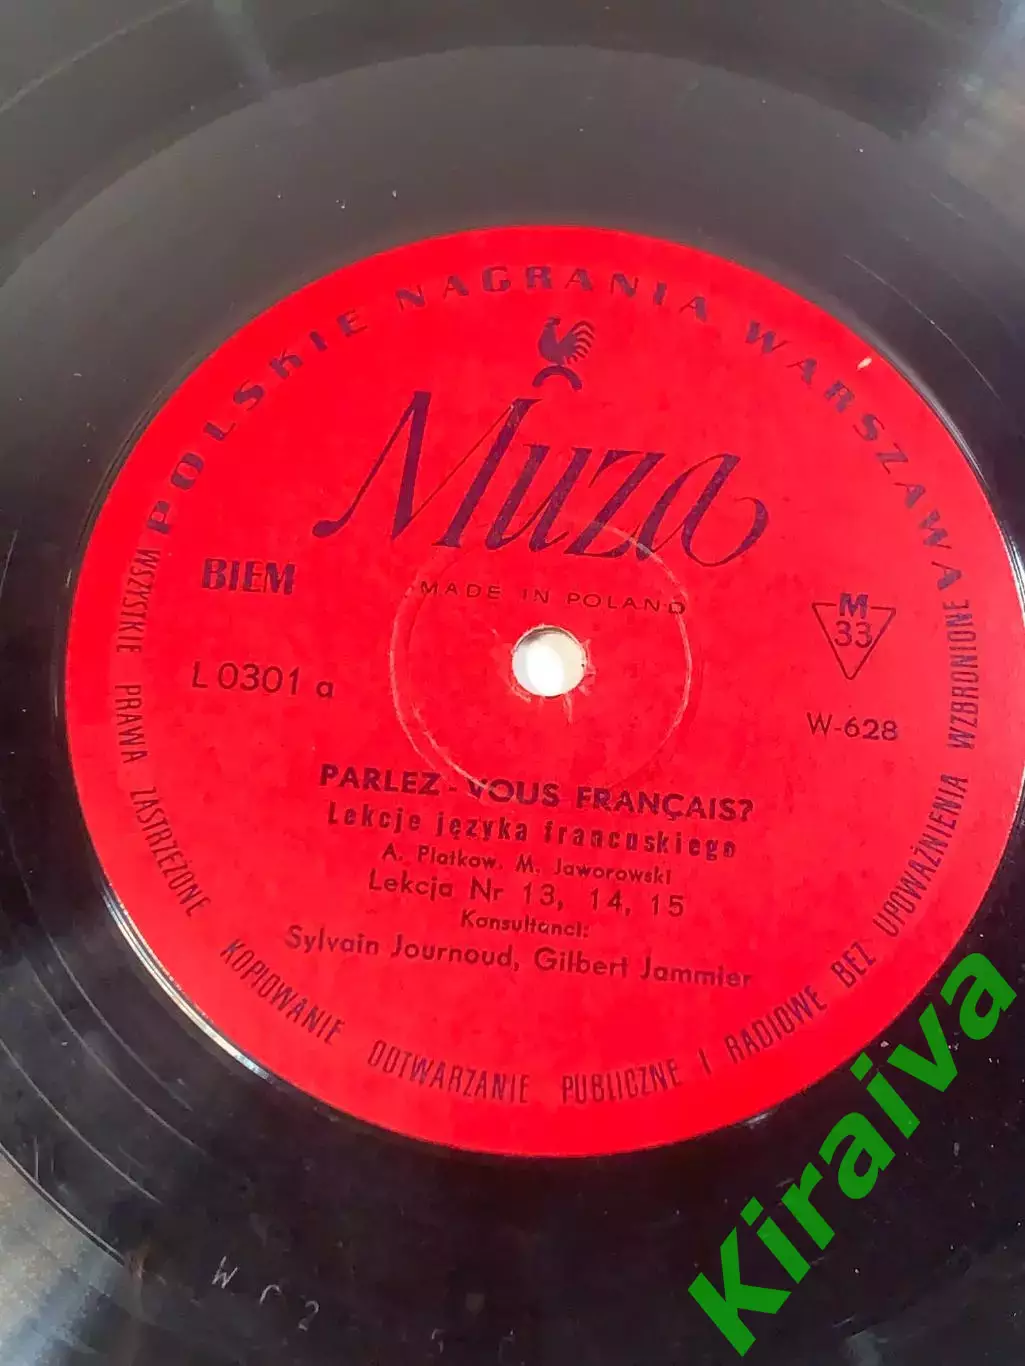 POLSKIE NAGRANIA WARSZAWA
Muza
MADE IN POLAND
BIEM
M
33
L 0301 a
W-628
PARLEZ - VOUS FRANÇAIS?
Lekcje języka francuskiego
A. Platkow, M. Jaworowski
Lekcja Nr 13, 14, 15
Konsultanci:
Sylvain Journoud, Gilbert Jammier
WSZYSTKIE PRAWA ZASTRZEŻONE KOPIOWANIE ODTWARZANIE PUBLICZNE I RADIOWE BEZ UPOWAŻNIENIA WZBRONIONE
Kiraiva